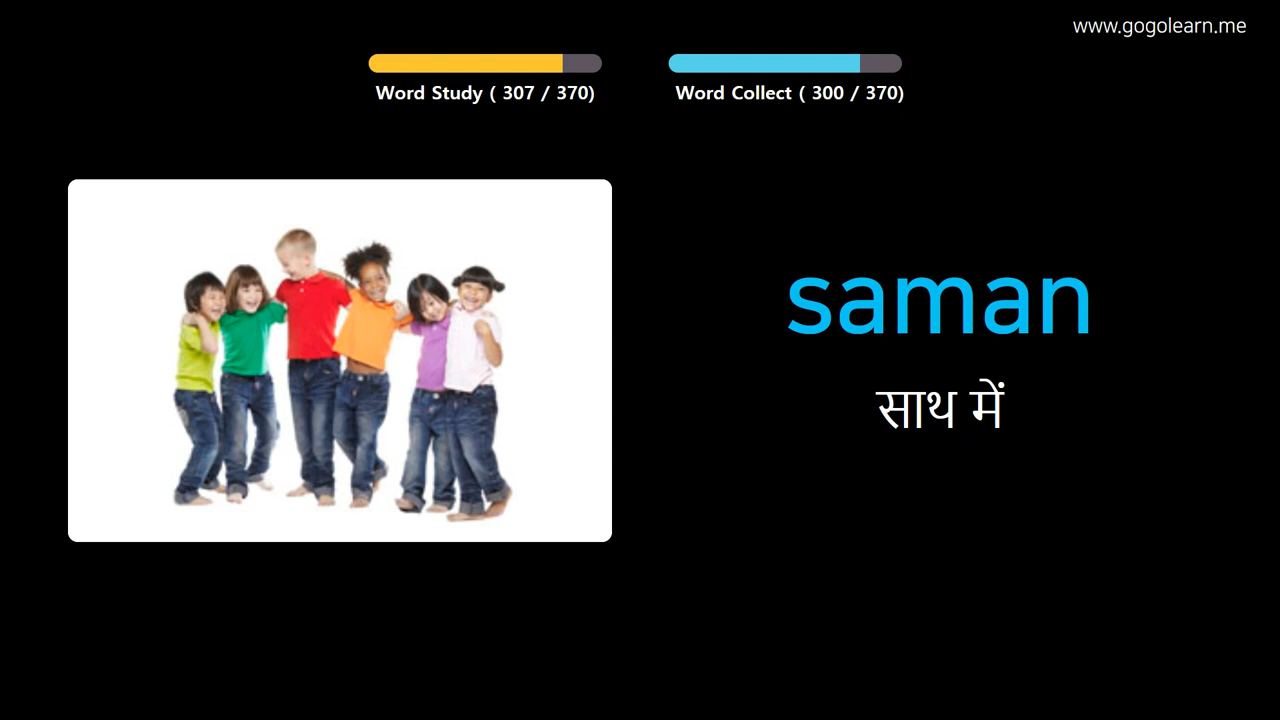 www.gogolearn.me
Word Study ( 307 / 370)
Word Collect ( 300 / 370)
saman
साथ में